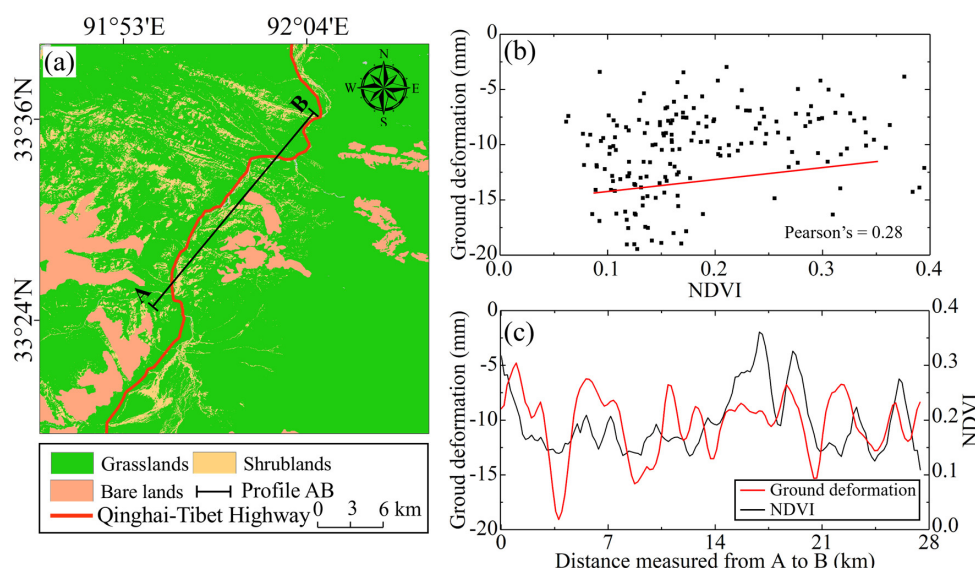 91°53'E 92°04'E
(a)
N
W E
S
33°36'N
33°24'N
B
A
Grasslands Shrublands
Bare lands Profile AB
Qinghai-Tibet Highway 0 3 6 km
(b)
Ground deformation (mm)
0
-5
-10
-15
-20
0.0 0.1 0.2 0.3 0.4
NDVI
Pearson's = 0.28
(c)
Groud deformation (mm)
0
-5
-10
-15
-20
0.4
0.3
0.2
0.1
0.0
NDVI
Ground deformation
NDVI
0 7 14 21 28
Distance measured from A to B (km)